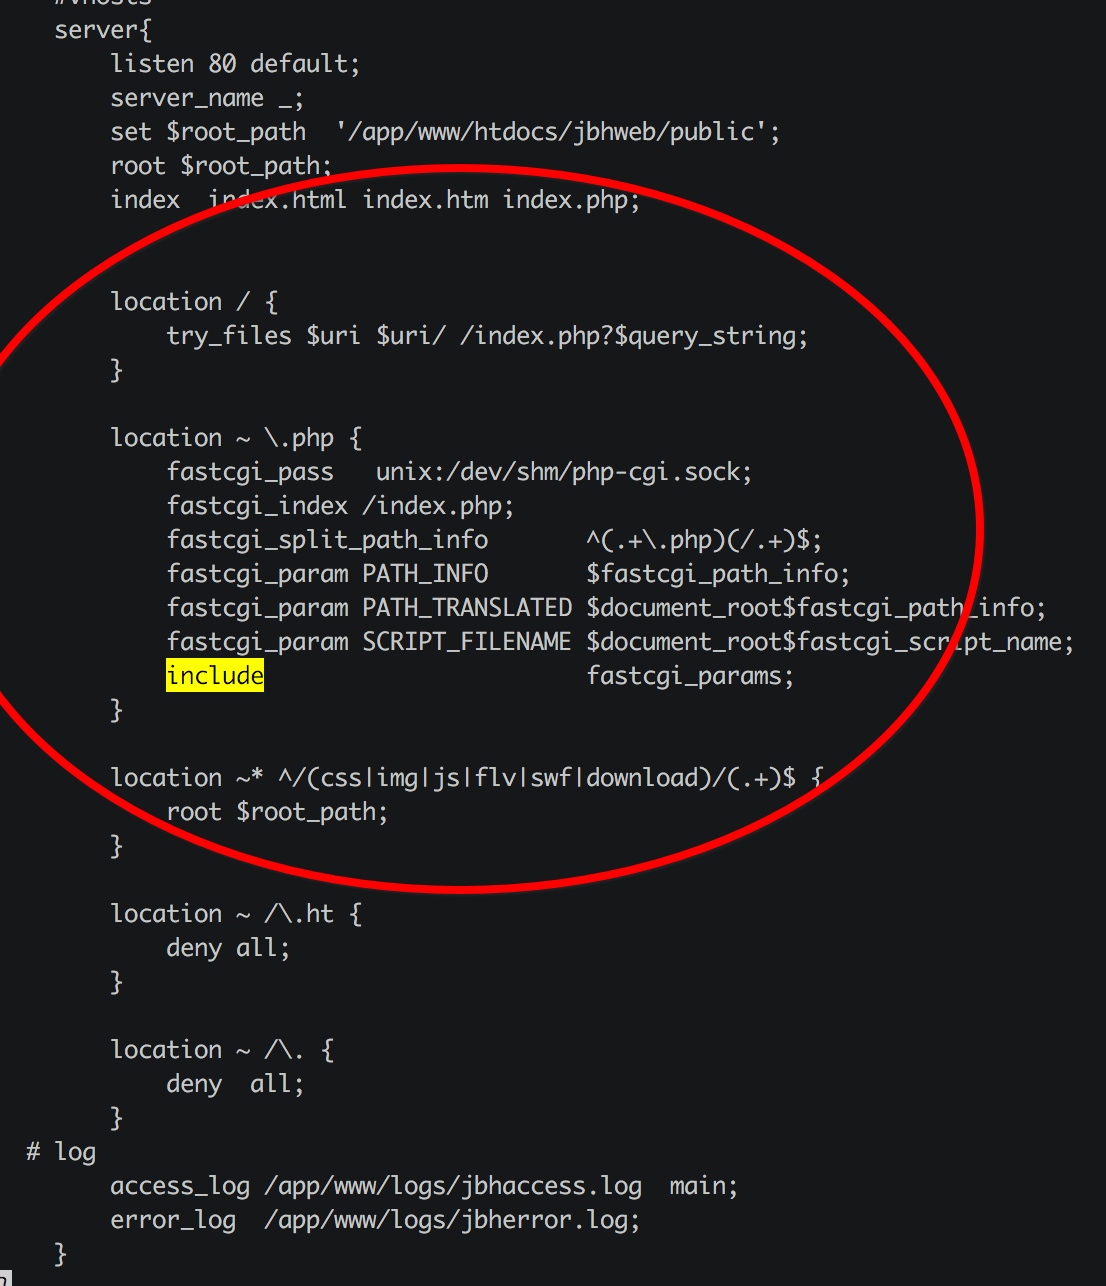 #vhosts
server{
listen 80 default;
server_name _;
set $root_path '/app/www/htdocs/jbhweb/public';
root $root_path;
index index.html index.htm index.php;
location / {
try_files $uri $uri/ /index.php?$query_string;
}
location ~ \.php {
fastcgi_pass unix:/dev/shm/php-cgi.sock;
fastcgi_index /index.php;
fastcgi_split_path_info ^(.+\.php)(/.+)$;
fastcgi_param PATH_INFO $fastcgi_path_info;
fastcgi_param PATH_TRANSLATED $document_root$fastcgi_path_info;
fastcgi_param SCRIPT_FILENAME $document_root$fastcgi_script_name;
include fastcgi_params;
}
location ~* ^/(css|img|js|flv|swf|download)/(.+)$ {
root $root_path;
}
location ~ /\.ht {
deny all;
}
location ~ /\. {
deny all;
}
# log
access_log /app/www/logs/jbhaccess.log main;
error_log /app/www/logs/jbherror.log;
}